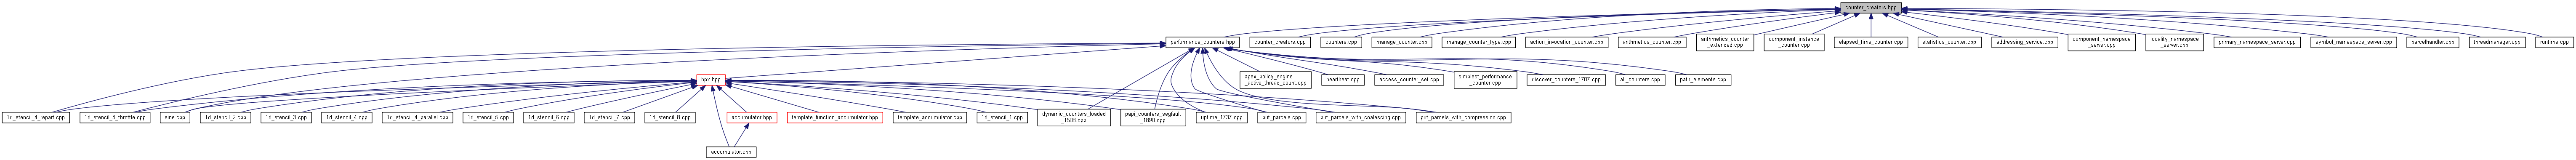 counter_creators.hpp
performance_counters.hpp
counter_creators.cpp
counters.cpp
manage_counter.cpp
manage_counter_type.cpp
action_invocation_counter.cpp
arithmetics_counter.cpp
arithmetics_counter
_extended.cpp
component_instance
_counter.cpp
elapsed_time_counter.cpp
statistics_counter.cpp
addressing_service.cpp
component_namespace
_server.cpp
locality_namespace
_server.cpp
primary_namespace_server.cpp
symbol_namespace_server.cpp
parcelhandler.cpp
threadmanager.cpp
runtime.cpp
hpx.hpp
apex_policy_engine
_active_thread_count.cpp
heartbeat.cpp
access_counter_set.cpp
simplest_performance
_counter.cpp
discover_counters_1787.cpp
all_counters.cpp
path_elements.cpp
1d_stencil_4_repart.cpp
1d_stencil_4_throttle.cpp
sine.cpp
1d_stencil_2.cpp
1d_stencil_3.cpp
1d_stencil_4.cpp
1d_stencil_4_parallel.cpp
1d_stencil_5.cpp
1d_stencil_6.cpp
1d_stencil_7.cpp
1d_stencil_8.cpp
accumulator.hpp
template_function_accumulator.hpp
template_accumulator.cpp
1d_stencil_1.cpp
dynamic_counters_loaded
_1508.cpp
papi_counters_segfault
_1890.cpp
uptime_1737.cpp
put_parcels.cpp
put_parcels_with_coalescing.cpp
put_parcels_with_compression.cpp
accumulator.cpp